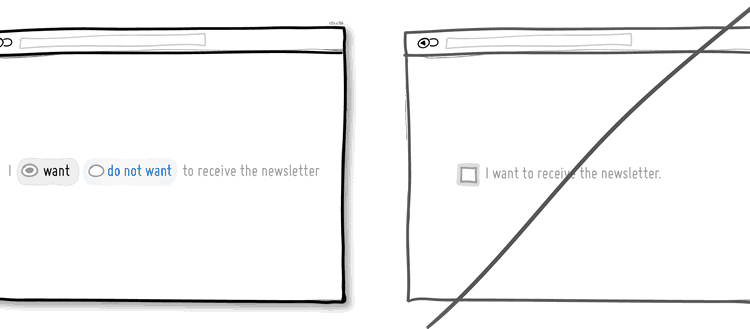 I want do not want to receive the newsletter
I want to receive the newsletter.